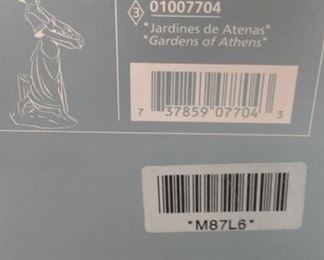 3 01007704
"Jardines de Atenas"
"Gardens of Athens"
7 37859 07704 3
*M87L6*